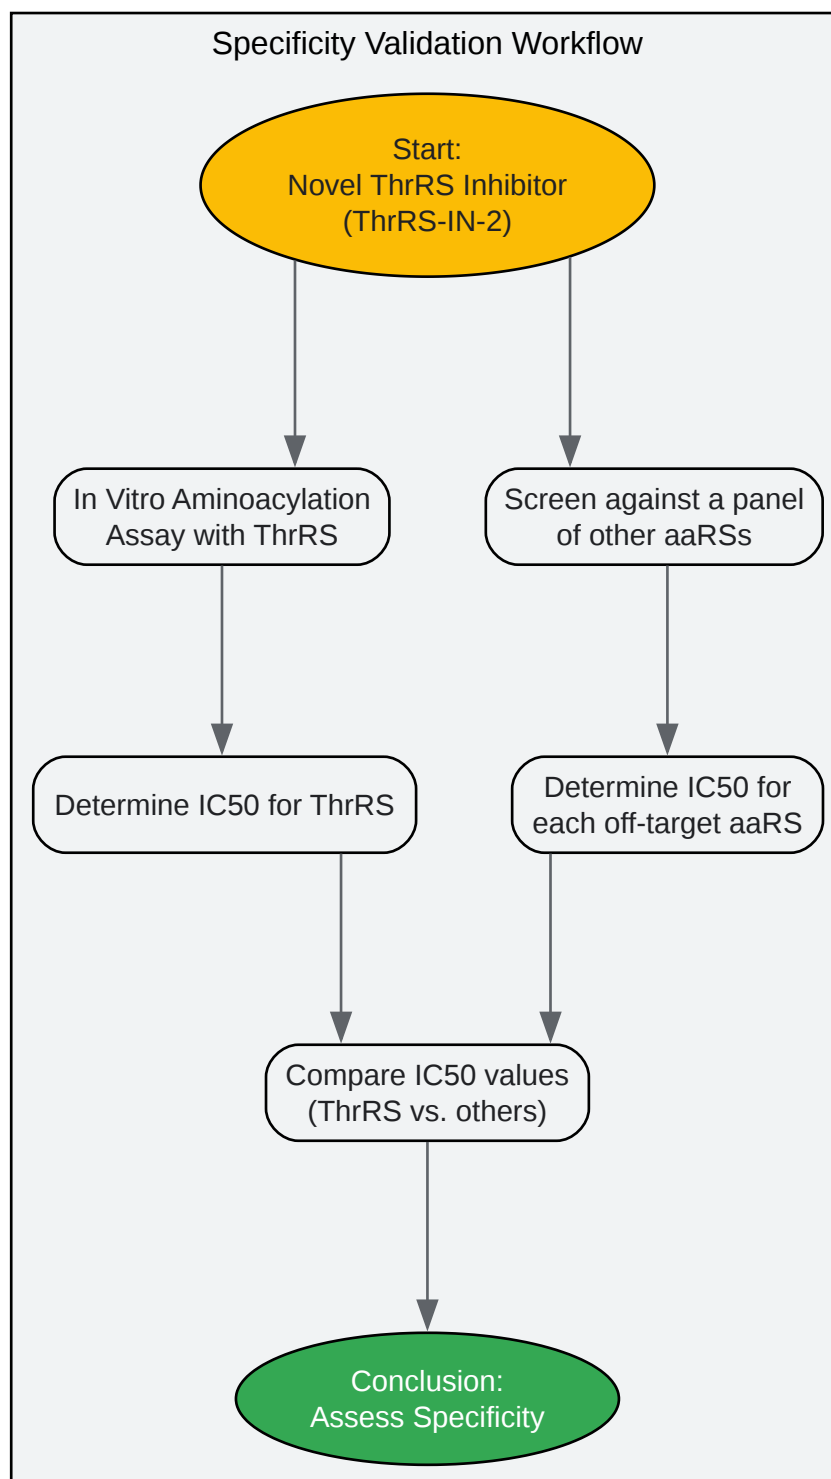 Specificity Validation Workflow
Start:
Novel ThrRS Inhibitor
(ThrRS-IN-2)
In Vitro Aminoacylation
Assay with ThrRS
Screen against a panel
of other aaRSs
Determine IC50 for ThrRS
Determine IC50 for
each off-target aaRS
Compare IC50 values
(ThrRS vs. others)
Conclusion:
Assess Specificity